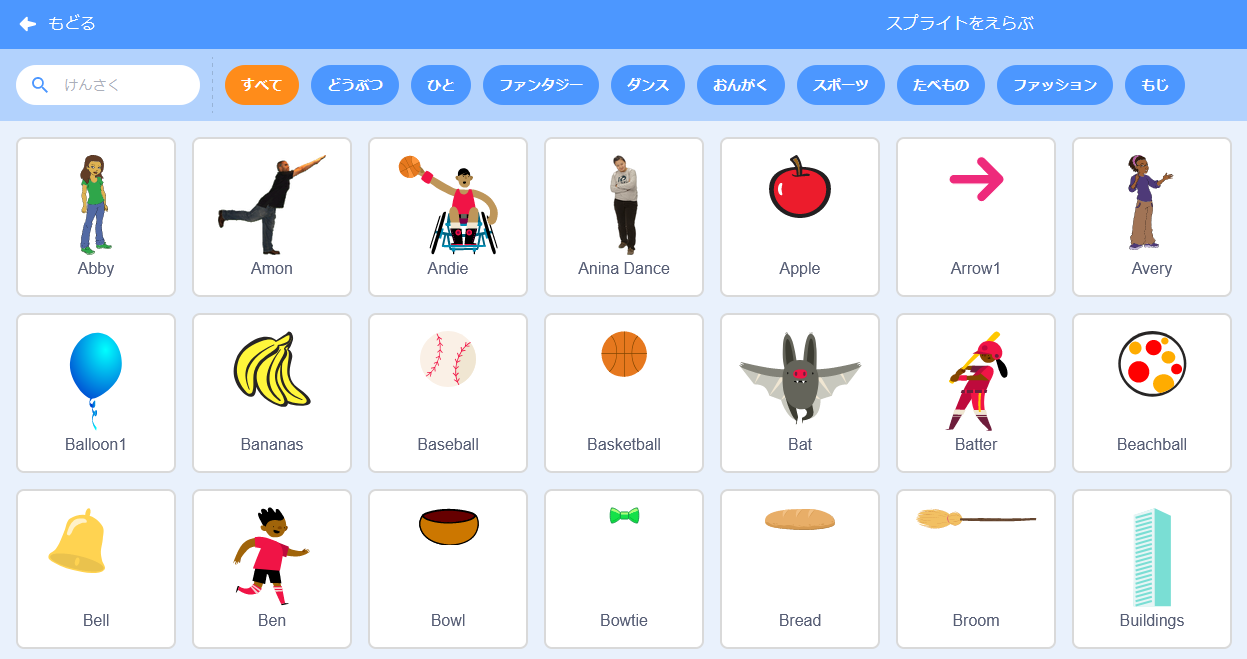 もどる
スプライトをえらぶ
けんさく
すべて
どうぶつ
ひと
ファンタジー
ダンス
おんがく
スポーツ
たべもの
ファッション
もじ
Abby
Amon
Andie
Anina Dance
Apple
Arrow1
Avery
Balloon1
Bananas
Baseball
Basketball
Bat
Batter
Beachball
Bell
Ben
Bowl
Bowtie
Bread
Broom
Buildings